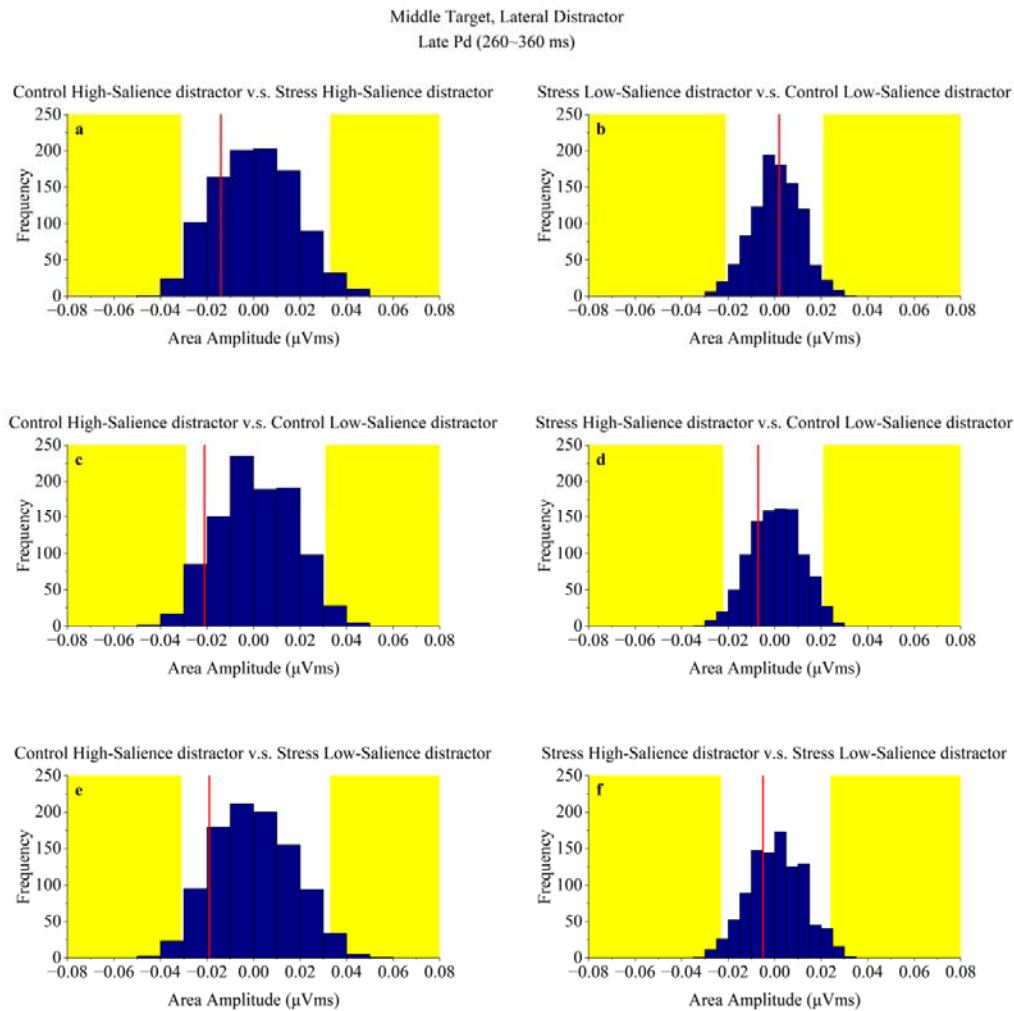 Middle Target, Lateral Distractor
Late Pd (260~360 ms)
Control High-Salience distractor v.s. Stress High-Salience distractor
a
250
200
150
100
50
0
Frequency
−0.08 −0.06 −0.04 −0.02 0.00 0.02 0.04 0.06 0.08
Area Amplitude (μVms)
Stress Low-Salience distractor v.s. Control Low-Salience distractor
b
250
200
150
100
50
0
Frequency
−0.08 −0.06 −0.04 −0.02 0.00 0.02 0.04 0.06 0.08
Area Amplitude (μVms)
Control High-Salience distractor v.s. Control Low-Salience distractor
c
250
200
150
100
50
0
Frequency
−0.08 −0.06 −0.04 −0.02 0.00 0.02 0.04 0.06 0.08
Area Amplitude (μVms)
Stress High-Salience distractor v.s. Control Low-Salience distractor
d
250
200
150
100
50
0
Frequency
−0.08 −0.06 −0.04 −0.02 0.00 0.02 0.04 0.06 0.08
Area Amplitude (μVms)
Control High-Salience distractor v.s. Stress Low-Salience distractor
e
250
200
150
100
50
0
Frequency
−0.08 −0.06 −0.04 −0.02 0.00 0.02 0.04 0.06 0.08
Area Amplitude (μVms)
Stress High-Salience distractor v.s. Stress Low-Salience distractor
f
250
200
150
100
50
0
Frequency
−0.08 −0.06 −0.04 −0.02 0.00 0.02 0.04 0.06 0.08
Area Amplitude (μVms)